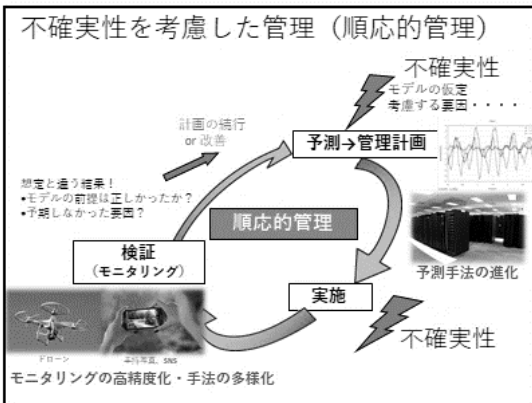 不確実性を考慮した管理（順応的管理）
不確実性
モデルの仮定
考慮する要因・・・・
計画の続行
or 改善
予測→管理計画
想定と違う結果！
•モデルの前提は正しかったか？
•予期しなかった要因？
順応的管理
検証
（モニタリング）
予測手法の進化
実施
不確実性
ドローン
SNS
モニタリングの高精度化・手法の多様化